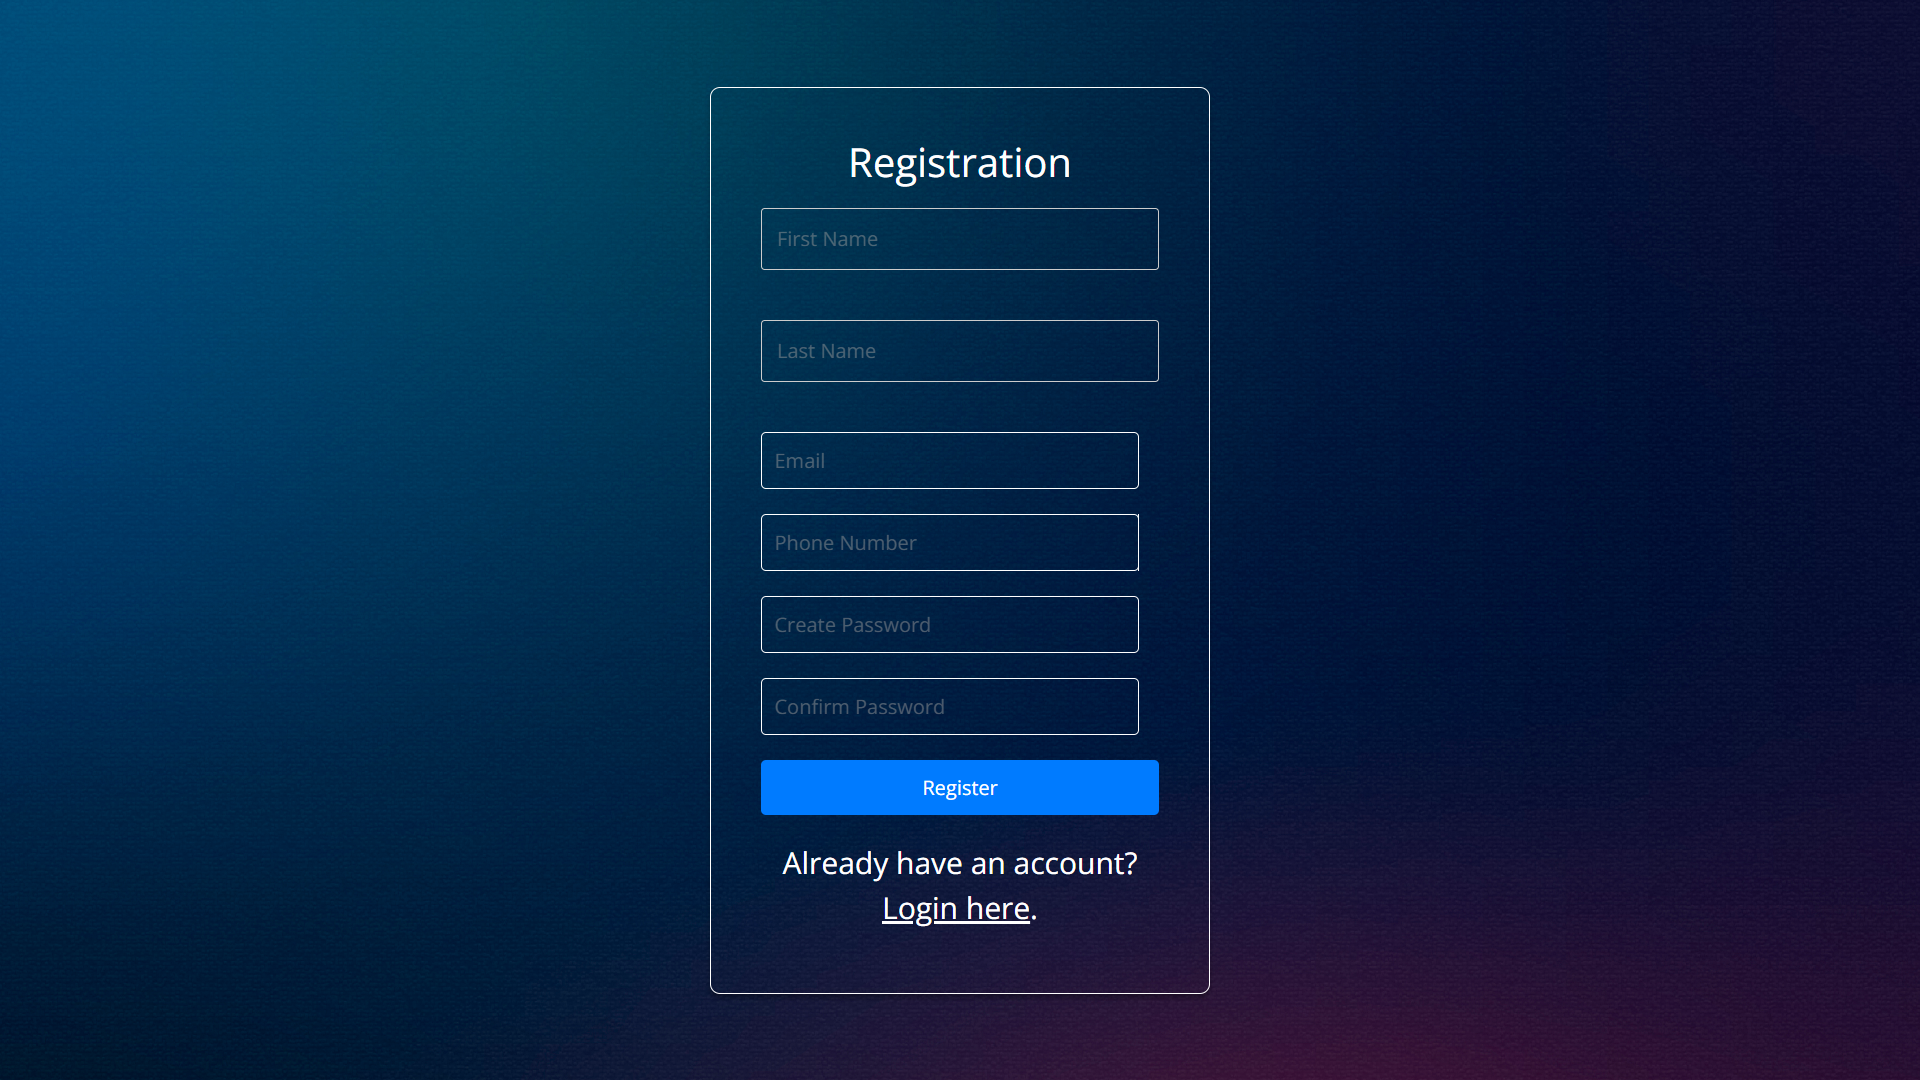 Registration
First Name
Last Name
Email
Phone Number
Create Password
Confirm Password
Register
Already have an account?
Login here.